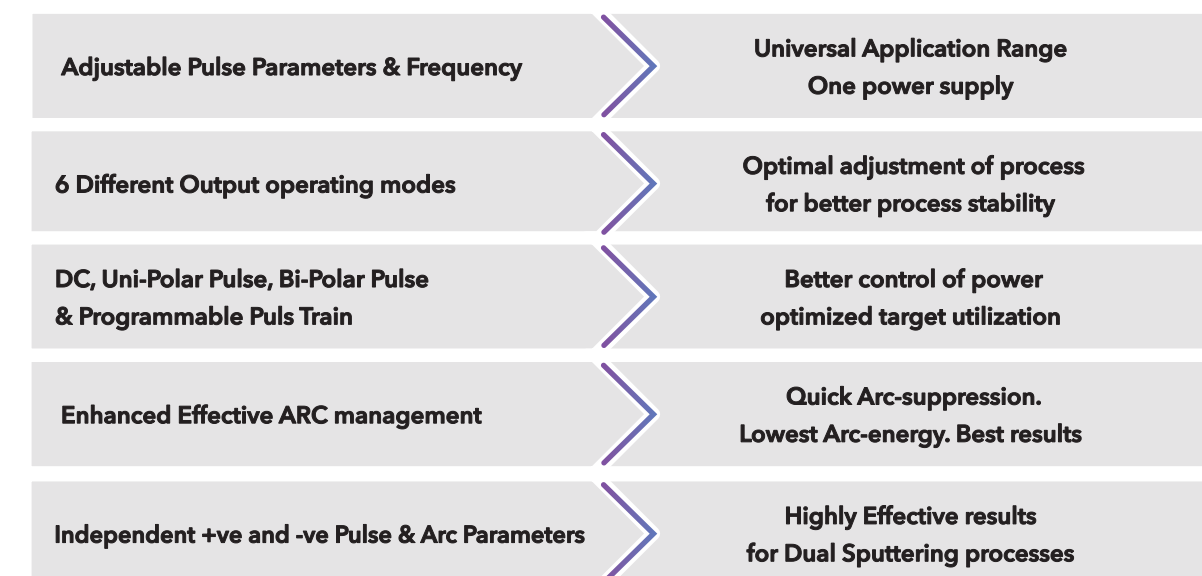 Adjustable Pulse Parameters & Frequency
Universal Application Range
One power supply
6 Different Output operating modes
Optimal adjustment of process
for better process stability
DC, Uni-Polar Pulse, Bi-Polar Pulse
& Programmable Puls Train
Better control of power
optimized target utilization
Enhanced Effective ARC management
Quick Arc-suppression.
Lowest Arc-energy. Best results
Independent +ve and -ve Pulse & Arc Parameters
Highly Effective results
for Dual Sputtering processes